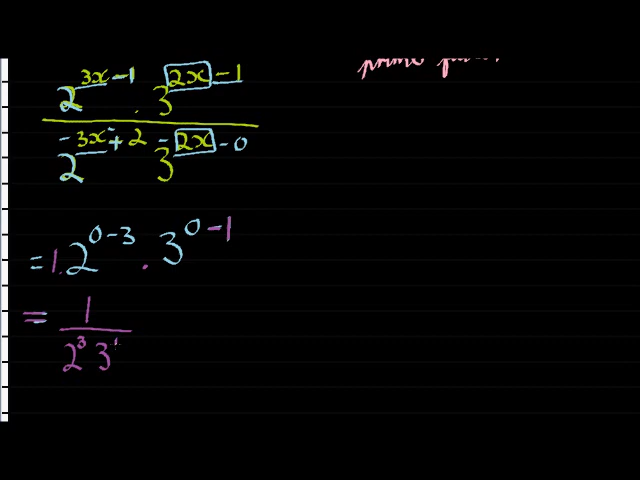 prime
2^{3x-1} . 3^{2x-1}
2^{-3x-+2} 3^{-2x-0}
= 1.2^{0-3} . 3^{0-1}
= 1
2^3 3^1